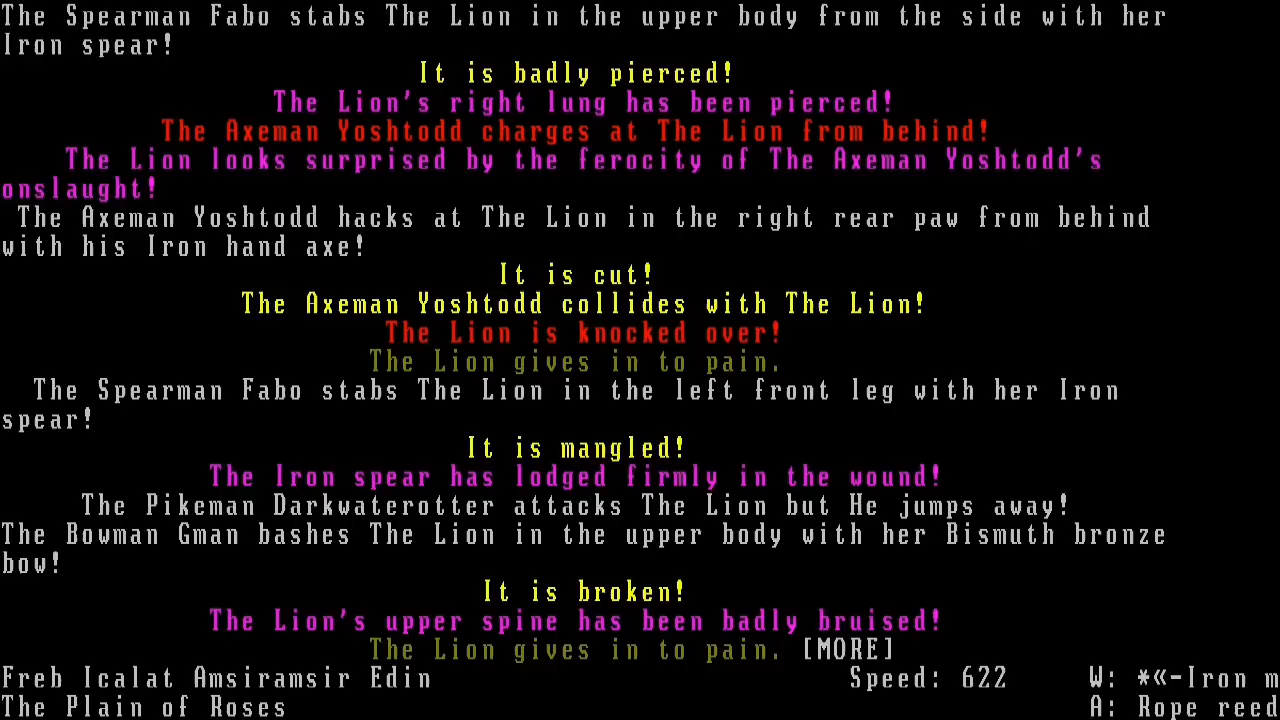 The Spearman Fabo stabs The Lion in the upper body from the side with her
Iron spear!
It is badly pierced!
The Lion's right lung has been pierced!
The Axeman Yoshtodd charges at The Lion from behind!
The Lion looks surprised by the ferocity of The Axeman Yoshtodd's
onslaught!
The Axeman Yoshtodd hacks at The Lion in the right rear paw from behind
with his Iron hand axe!
It is cut!
The Axeman Yoshtodd collides with The Lion!
The Lion is knocked over!
The Lion gives in to pain.
The Spearman Fabo stabs The Lion in the left front leg with her Iron
spear!
It is mangled!
The Iron spear has lodged firmly in the wound!
The Pikeman Darkwaterotter attacks The Lion but He jumps away!
The Bowman Gman bashes The Lion in the upper body with her Bismuth bronze
bow!
It is broken!
The Lion's upper spine has been badly bruised!
The Lion gives in to pain. [MORE]
Freb Icalat Amsiramsir Edin Speed: 622 W: *«-Iron m
The Plain of Roses A: Rope reed